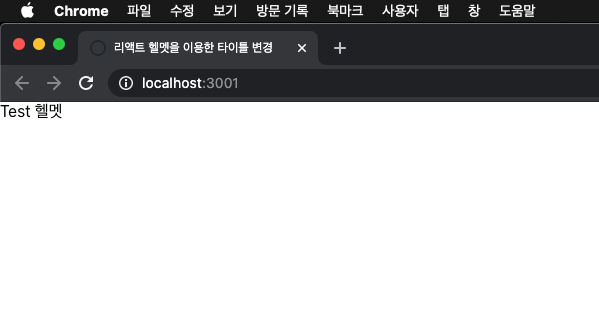 Chrome 파일 수정 보기 방문 기록 북마크 사용자 탭 창 도움말
리액트 헬멧을 이용한 타이틀 변경
localhost:3001
Test 헬멧